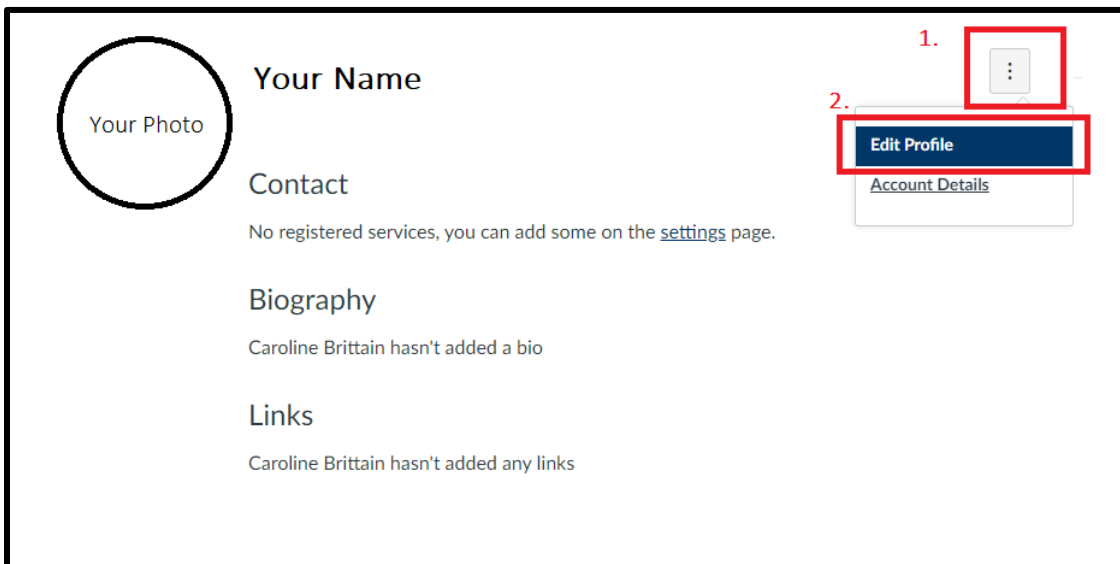 1.
⋮
Your Name
2.
Your Photo
Edit Profile
Account Details
Contact
No registered services, you can add some on the settings page.
Biography
Caroline Brittain hasn't added a bio
Links
Caroline Brittain hasn't added any links